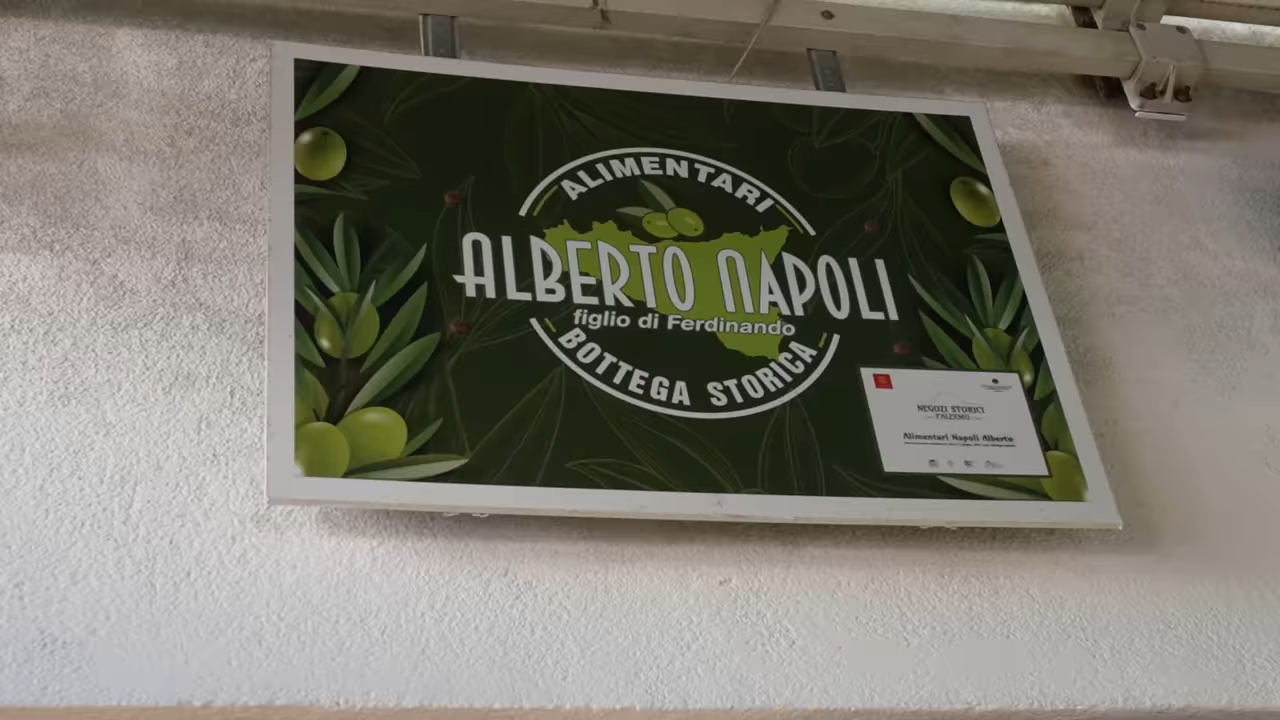 ALIMENTARI
ALBERTO NAPOLI
figlio di Ferdinando
BOTTEGA STORICA
NEGOZI STORICI
PALERMO
Alimentari Napoli Alberto